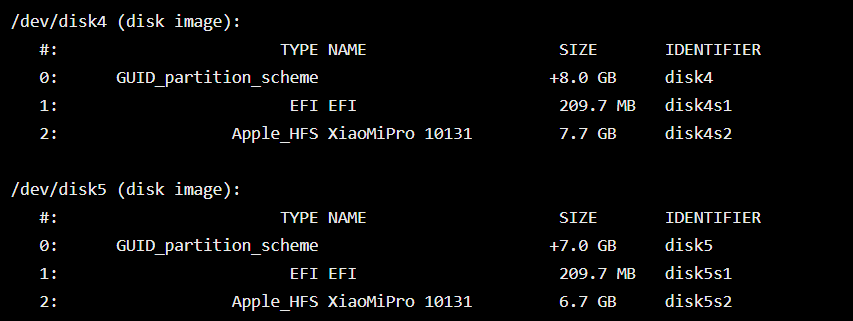 /dev/disk4 (disk image):
#: TYPE NAME SIZE IDENTIFIER
0: GUID_partition_scheme +8.0 GB disk4
1: EFI EFI 209.7 MB disk4s1
2: Apple_HFS XiaoMiPro 10131 7.7 GB disk4s2
/dev/disk5 (disk image):
#: TYPE NAME SIZE IDENTIFIER
0: GUID_partition_scheme +7.0 GB disk5
1: EFI EFI 209.7 MB disk5s1
2: Apple_HFS XiaoMiPro 10131 6.7 GB disk5s2